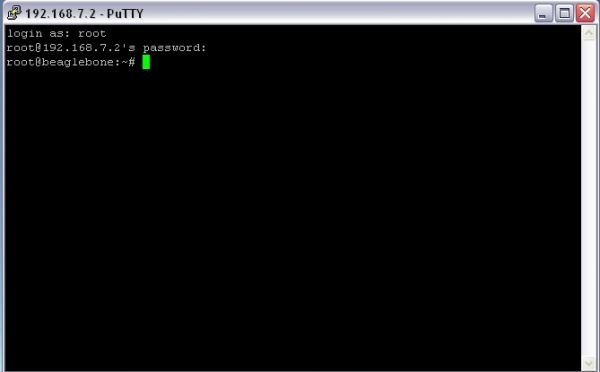 192.168.7.2 - PuTTY
login as: root
root@192.168.7.2's password:
root@beaglebone:~#